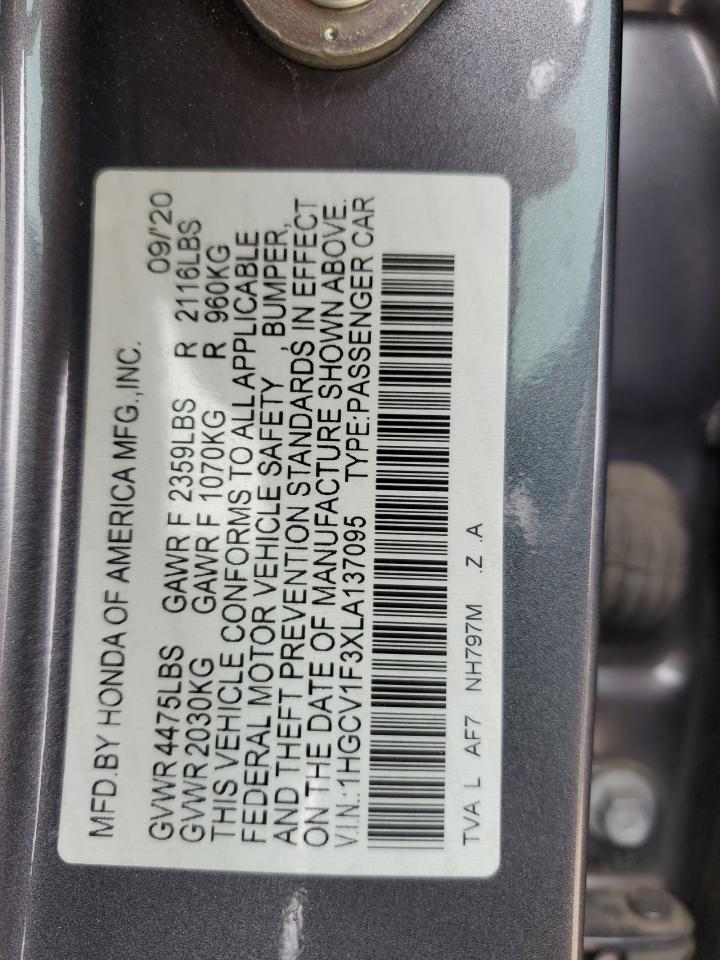 MFD.BY HONDA OF AMERICA MFG.,INC.
09/'20
GVWR 4475LBS GAWR F 2359LBS R 2116LBS
GVWR 2030KG GAWR F 1070KG R 960KG
THIS VEHICLE CONFORMS TO ALL APPLICABLE
FEDERAL MOTOR VEHICLE SAFETY , BUMPER,
AND THEFT PREVENTION STANDARDS IN EFFECT
ON THE DATE OF MANUFACTURE SHOWN ABOVE.
V.I.N.:1HGCV1F3XLA137095 TYPE:PASSENGER CAR
TVA L AF7 NH797M .Z .A